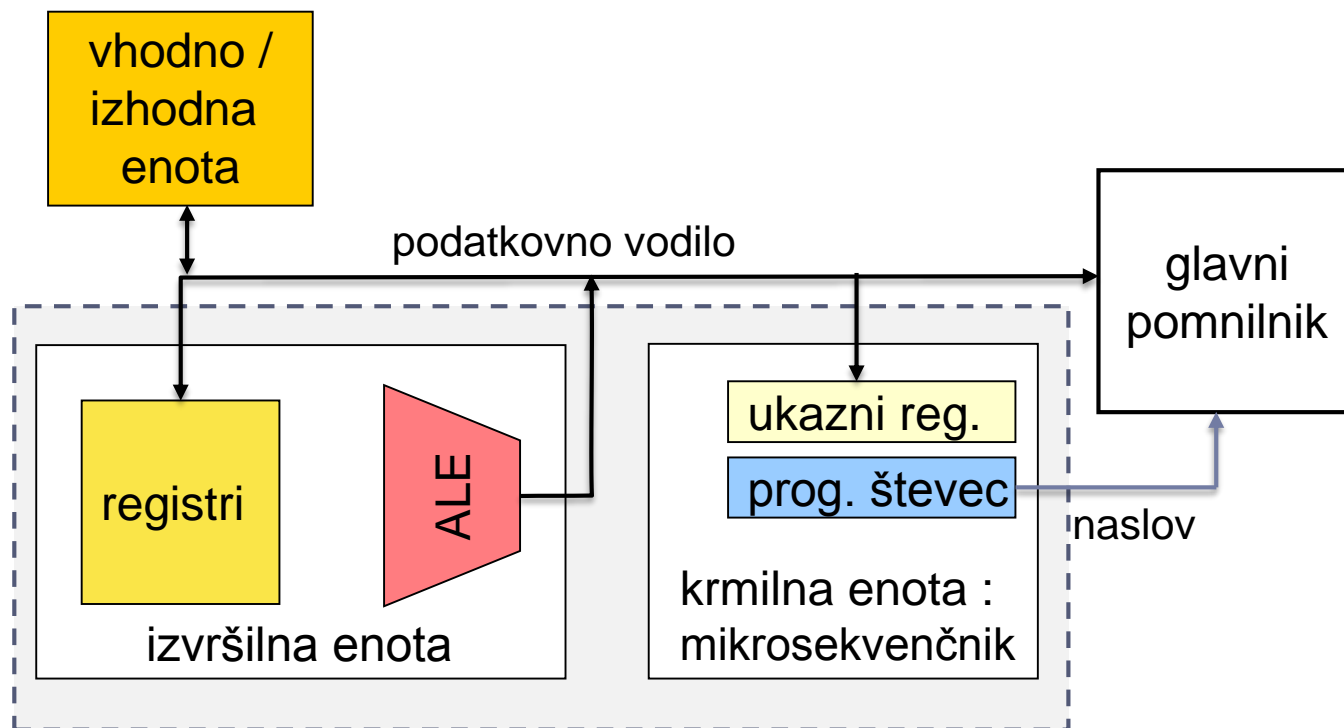 vhodno /
izhodna
enota
podatkovno vodilo
glavni
pomnilnik
registri
ALE
izvršilna enota
ukazni reg.
prog. števec
naslov
krmilna enota :
mikrosekvenčnik